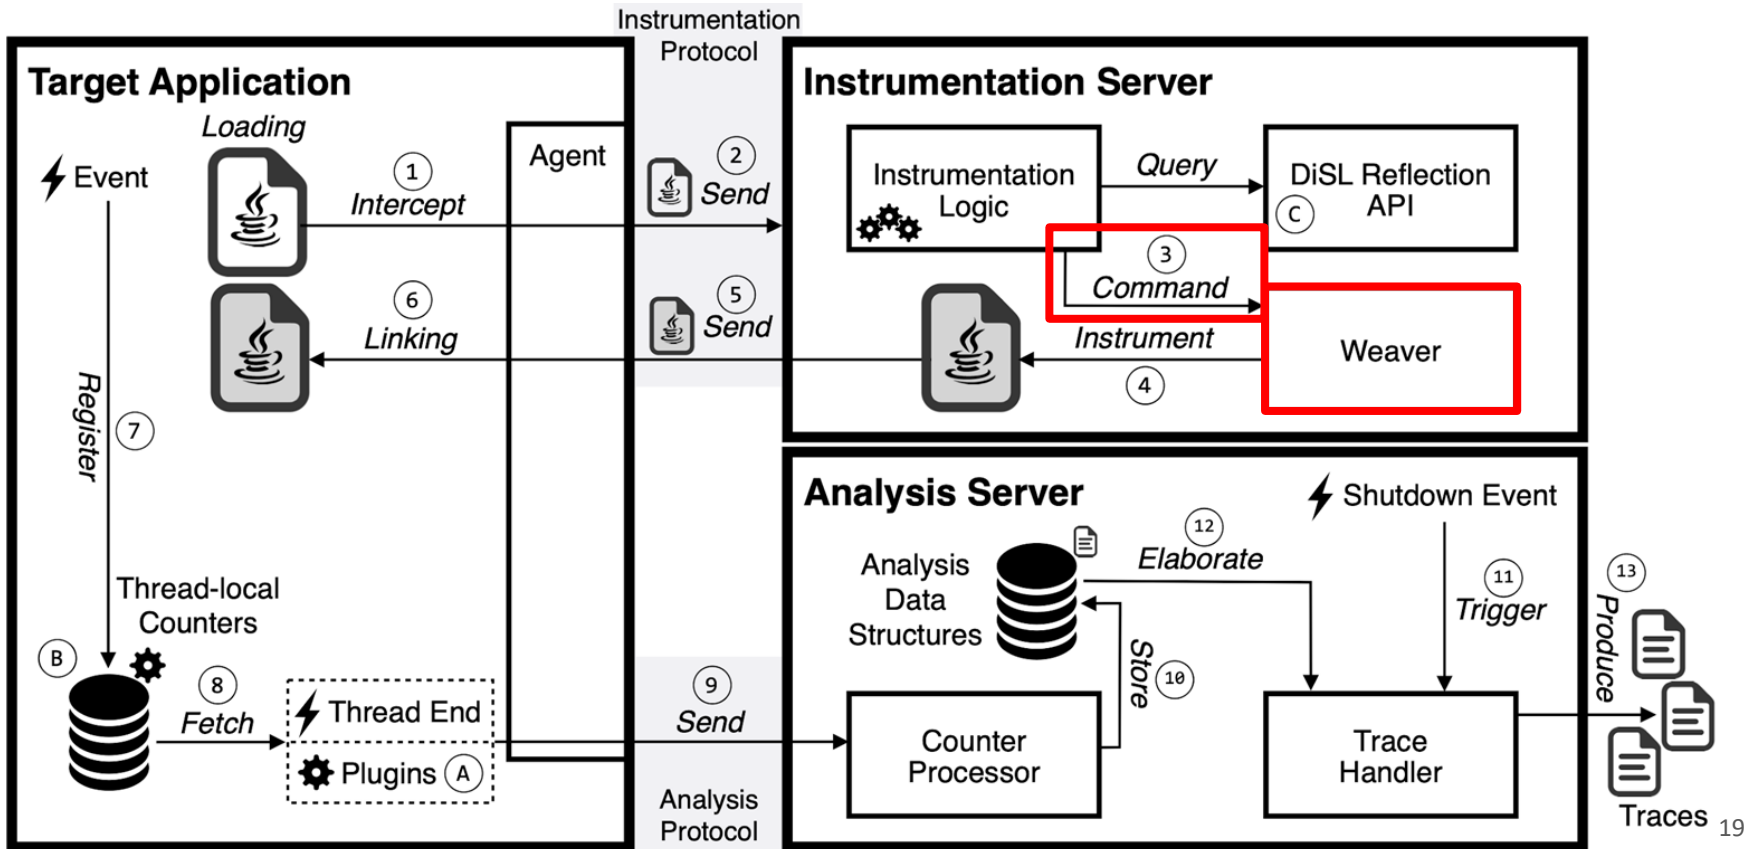 Instrumentation
Protocol
Target Application
Loading
Event
1
Intercept
Agent
2
Send
6
Linking
5
Send
Register
7
Thread-local
Counters
B
8
Fetch
Thread End
Plugins A
9
Send
Analysis
Protocol
Instrumentation Server
Instrumentation
Logic
Query
DiSL Reflection
API
C
3
Command
Instrument
4
Weaver
Analysis Server
Shutdown Event
Analysis
Data
Structures
12
Elaborate
11
Trigger
Store
10
Counter
Processor
Trace
Handler
13
Produce
Traces
19